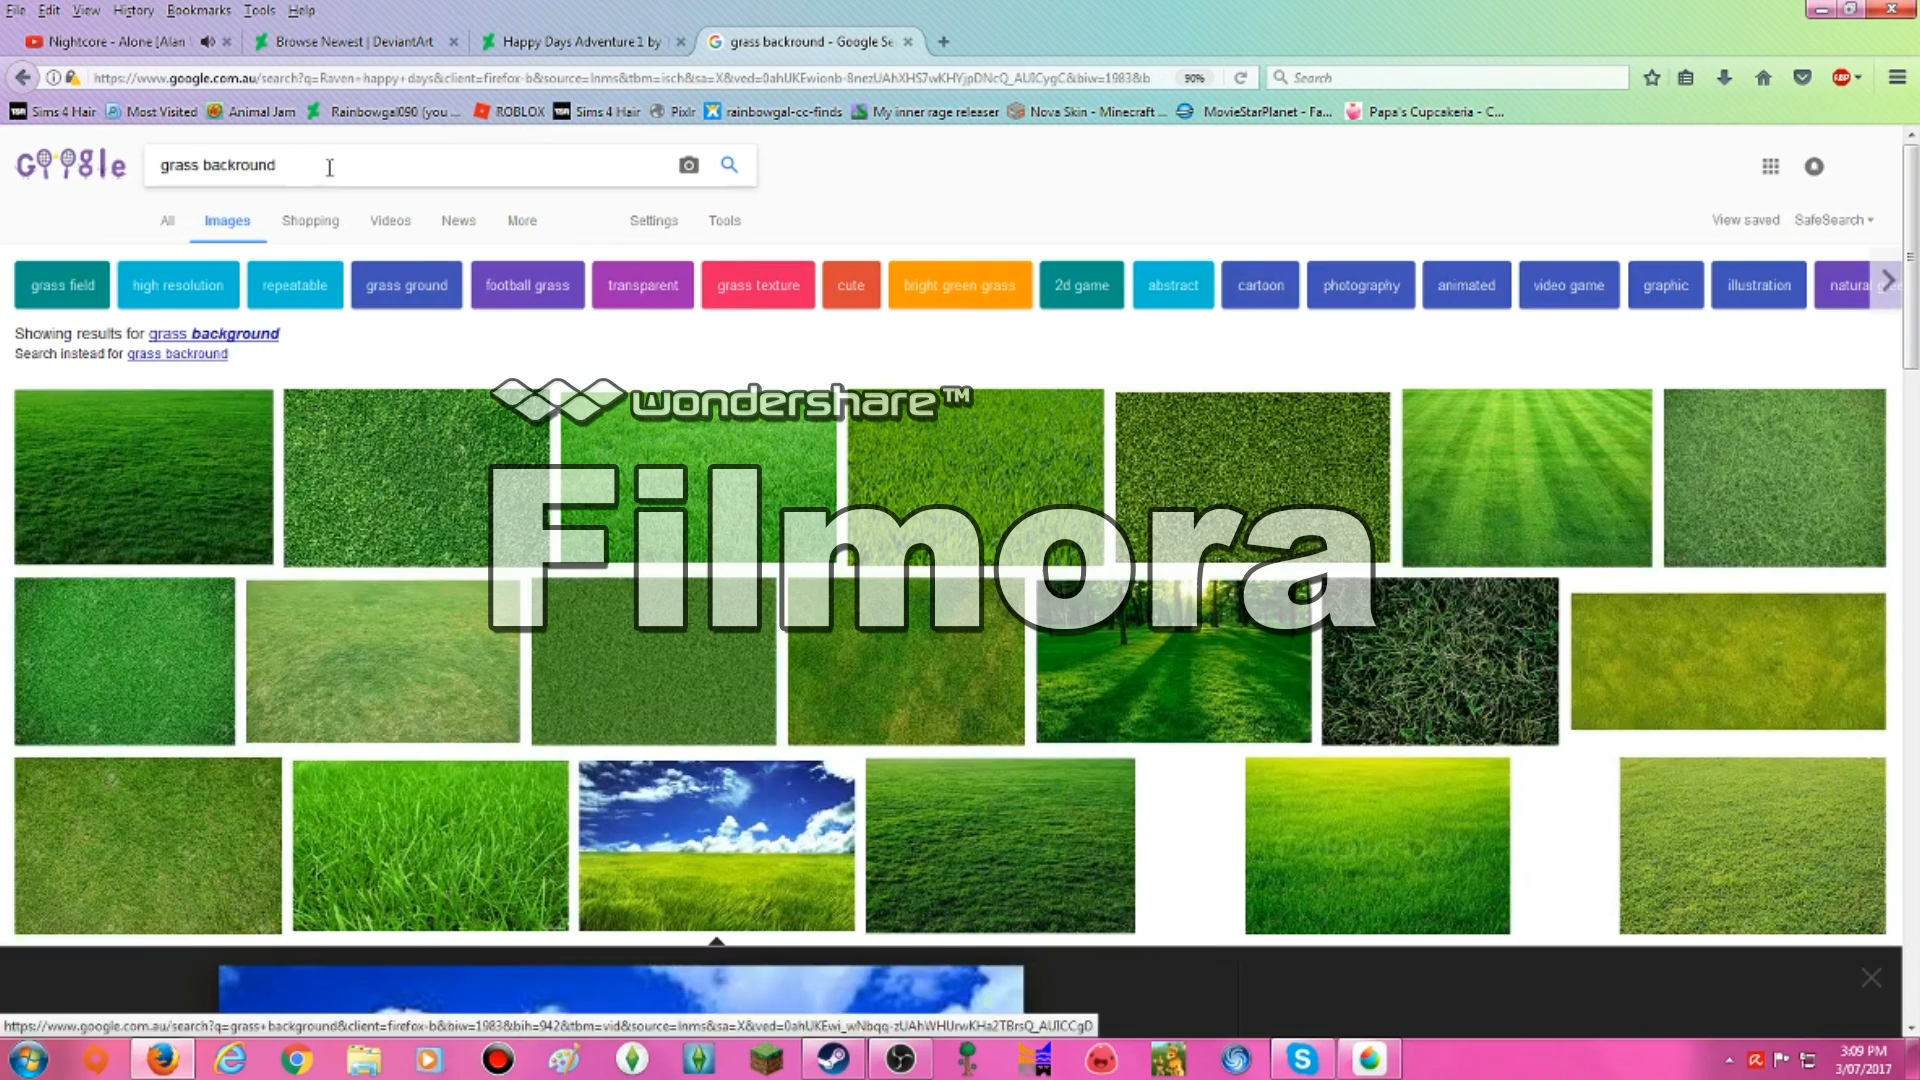 File Edit View History Bookmarks Tools Help
Nightcore - Alone [Alan
Browse Newest | DeviantArt
Happy Days Adventure 1 by
grass backround - Google Se
https://www.google.com.au/search?q=Raven+happy+days&client=firefox-b&source=lnms&tbm=isch&sa=X&ved=0ahUKEwionb-8nezUAhXHS7wKHYjpDNcQ_AUICygC&biw=1983&b
90%
Search
ABP
Sims 4 Hair Most Visited Animal Jam Rainbowgal090 (you ... ROBLOX Sims 4 Hair Pixlr rainbowgal-cc-finds My inner rage releaser Nova Skin - Minecraft ... MovieStarPlanet - Fa... Papa's Cupcakeria - C...
Google
grass backround
All Images Shopping Videos News More Settings Tools
View saved SafeSearch
grass field high resolution repeatable grass ground football grass transparent grass texture cute bright green grass 2d game abstract cartoon photography animated video game graphic illustration natural
Showing results for grass background
Search instead for grass backround
wondershare™
Filmora
https://www.google.com.au/search?q=grass+background&client=firefox-b&biw=1983&bih=942&tbm=vid&source=lnms&sa=X&ved=0ahUKEwi_wNbqq-zUAhWHUrwKHa2TBrsQ_AUICCgD
3:09 PM
3/07/2017